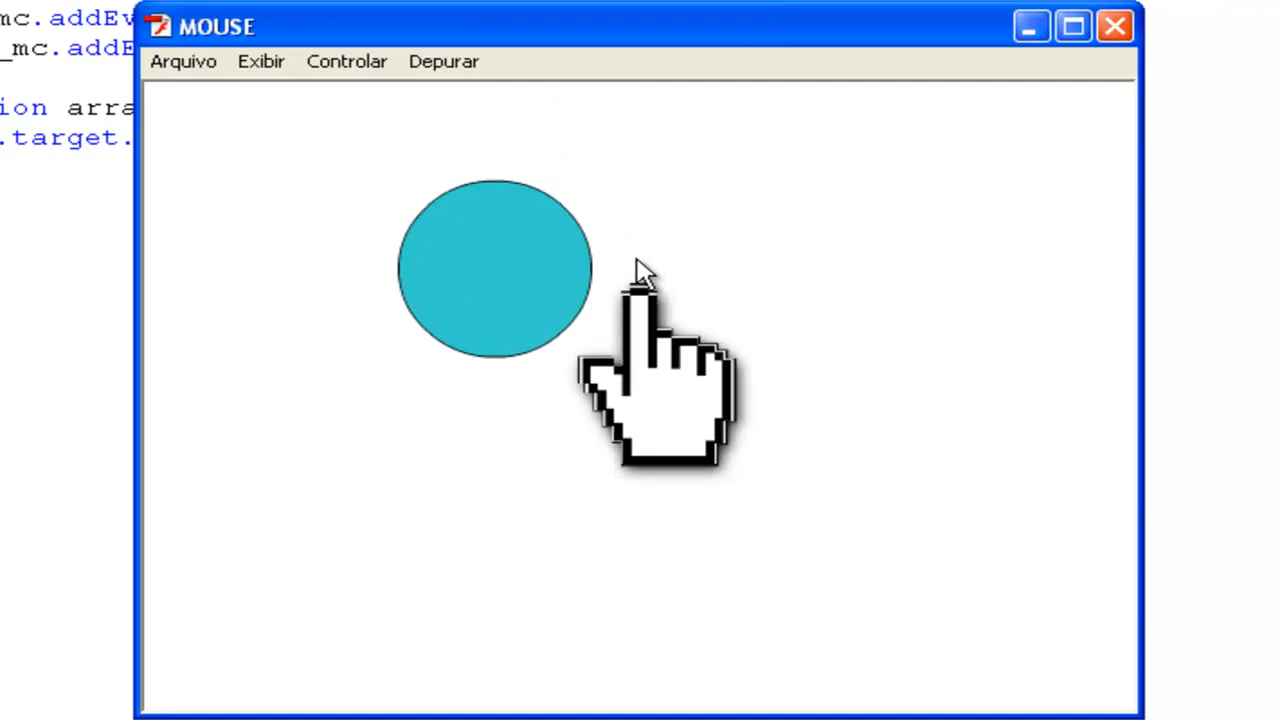 mc.addEv
_mc.addE
ion arra
.target.
MOUSE
Arquivo Exibir Controlar Depurar